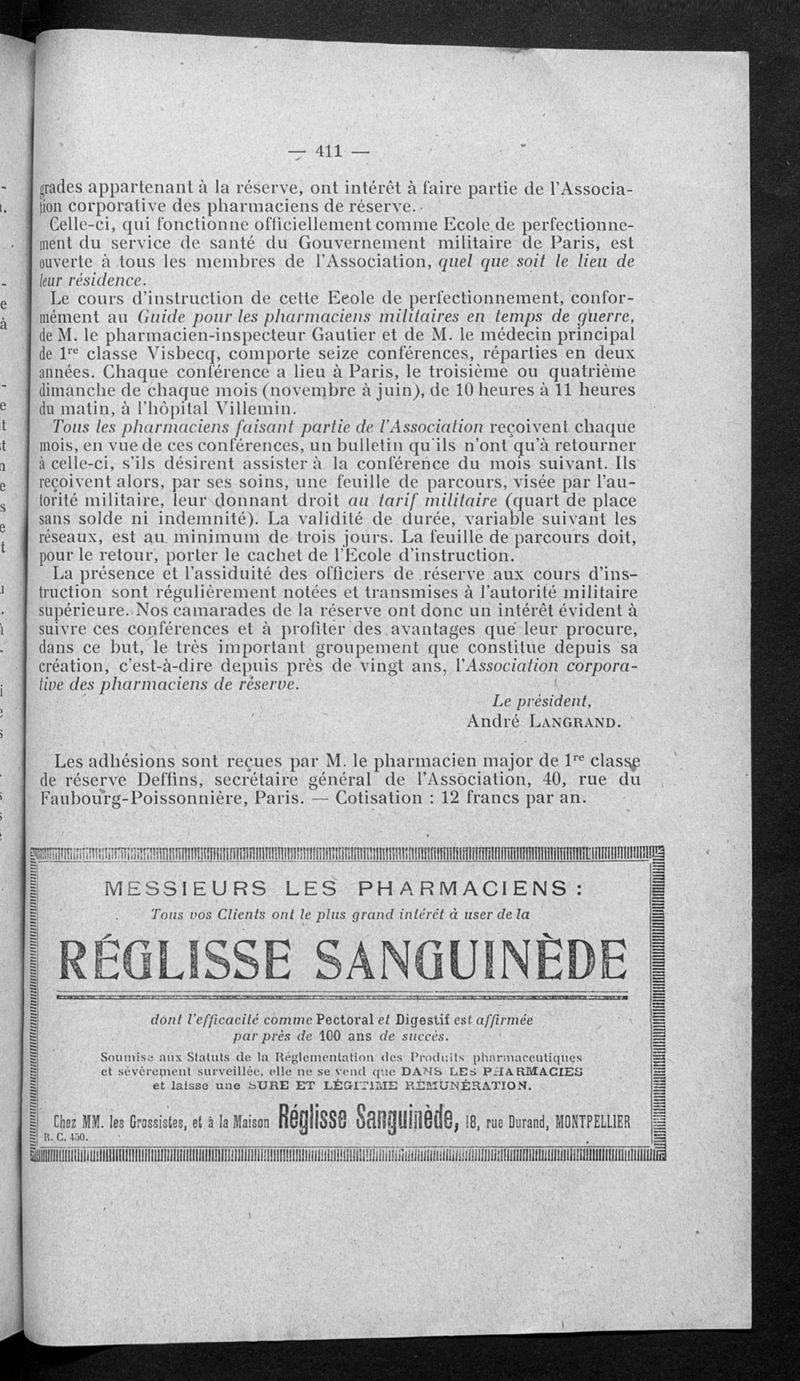 — 411 —
grades appartenant à la réserve, ont intérêt à faire partie de l'Associa-
tion corporative des pharmaciens de réserve.
Celle-ci, qui fonctionne officiellement comme Ecole de perfectionne-
ment du service de santé du Gouvernement militaire de Paris, est
ouverte à tous les membres de l'Association, quel que soit le lieu de
leur résidence.
Le cours d'instruction de cette Eeole de perfectionnement, confor-
mément au Guide pour les pharmaciens militaires en temps de guerre,
de M. le pharmacien-inspecteur Gautier et de M. le médecin principal
de 1re classe Visbecq, comporte seize conférences, réparties en deux
années. Chaque conférence a lieu à Paris, le troisième ou quatrième
dimanche de chaque mois (novembre à juin), de 10 heures à 11 heures
du matin, à l'hôpital Villemin.
Tous les pharmaciens faisant partie de l'Association reçoivent chaque
mois, en vue de ces conférences, un bulletin qu'ils n'ont qu'à retourner
à celle-ci, s'ils désirent assister à la conférence du mois suivant. Ils
reçoivent alors, par ses soins, une feuille de parcours, visée par l'au-
torité militaire, leur donnant droit au tarif militaire (quart de place
sans solde ni indemnité). La validité de durée, variable suivant les
réseaux, est au minimum de trois jours. La feuille de parcours doit,
pour le retour, porter le cachet de l'Ecole d'instruction.
La présence et l'assiduité des officiers de réserve aux cours d'ins-
truction sont régulièrement notées et transmises à l'autorité militaire
supérieure. Nos camarades de la réserve ont donc un intérêt évident à
suivre ces conférences et à profiter des avantages que leur procure,
dans ce but, le très important groupement que constitue depuis sa
création, c'est-à-dire depuis près de vingt ans, l'Association corpora-
tive des pharmaciens de réserve.
Le président,
André LANGRAND.
Les adhésions sont reçues par M. le pharmacien major de 1re classe
de réserve Deffins, secrétaire général de l'Association, 40, rue du
Faubourg-Poissonnière, Paris. — Cotisation : 12 francs par an.
MESSIEURS LES PHARMACIENS :
Tous vos Clients ont le plus grand intérêt à user de la
RÉGLISSE SANGUINÈDE
dont l'efficacité comme Pectoral et Digestif est affirmée
par près de 100 ans de succès.
Soumise aux Statuts de la Réglementation des Produits pharmaceutiques
et sévèrement surveillée, elle ne se vend que DANS LES PHARMACIES
et laisse une SURE ET LÉGITIME RÉMUNÉRATION.
Chez MM. les Grossistes, et à la Maison Réglisse Sanguinède, 18, rue Durand, MONTPELLIER
R. C. 450.